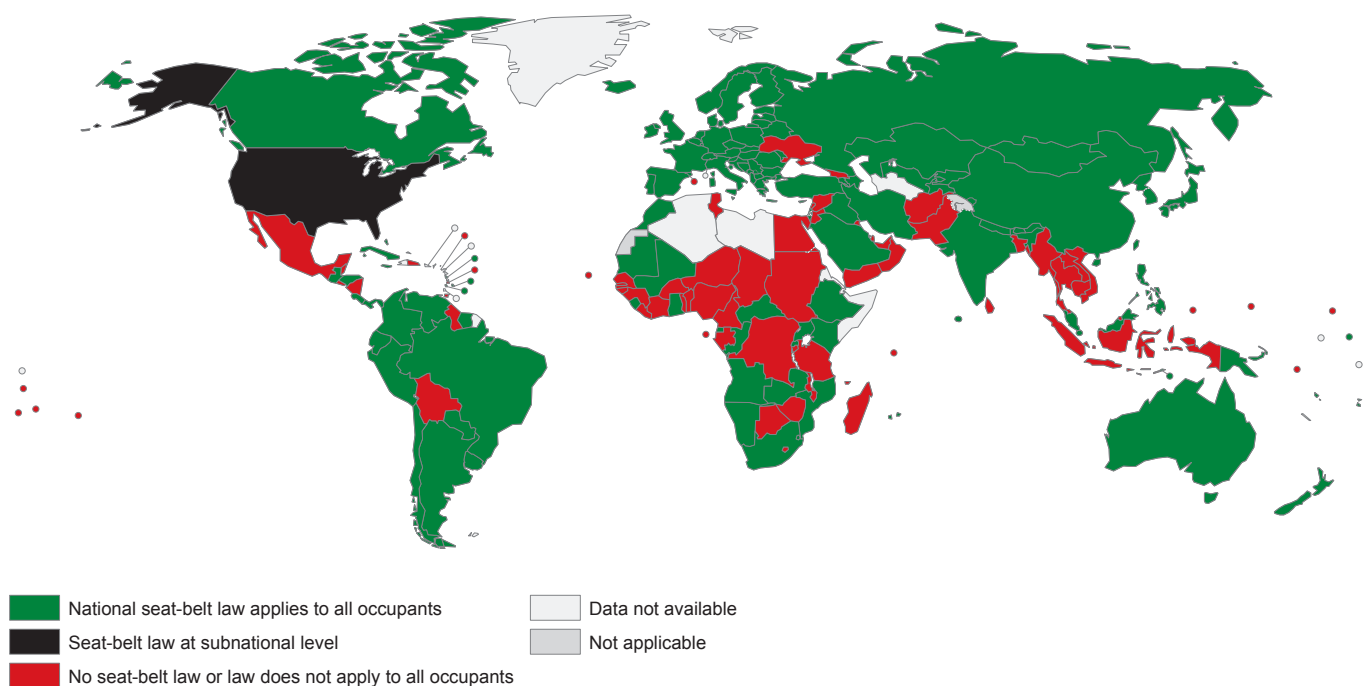 National seat-belt law applies to all occupants
Seat-belt law at subnational level
No seat-belt law or law does not apply to all occupants
Data not available
Not applicable